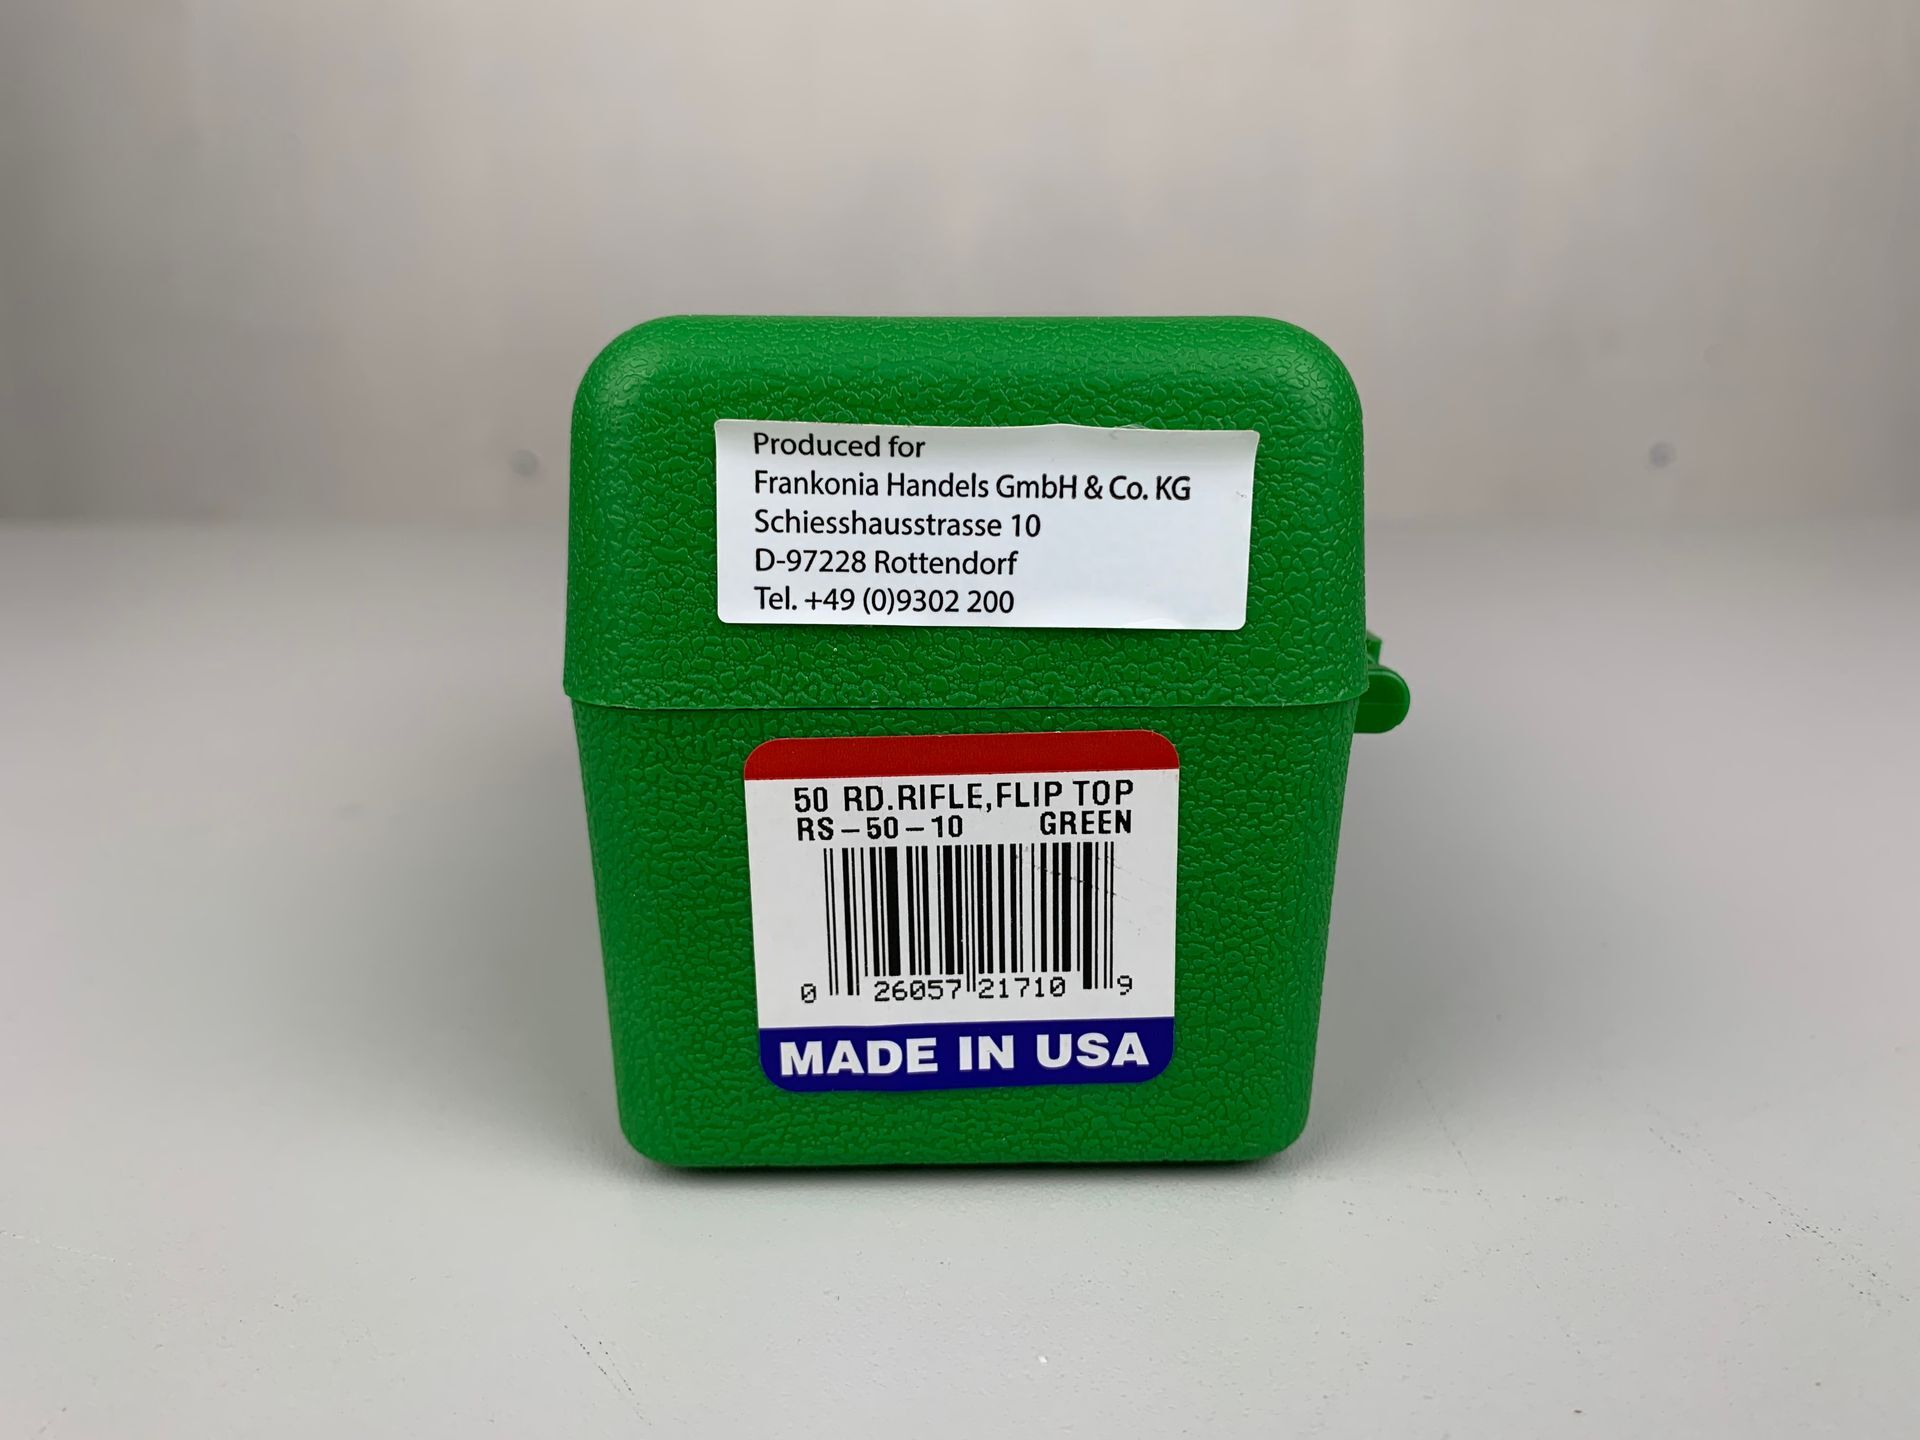 Produced for
Frankonia Handels GmbH & Co. KG
Schiesshausstrasse 10
D-97228 Rottendorf
Tel. +49 (0)9302 200
50 RD.RIFLE,FLIP TOP
RS-50-10 GREEN
0 26057 21710 9
MADE IN USA